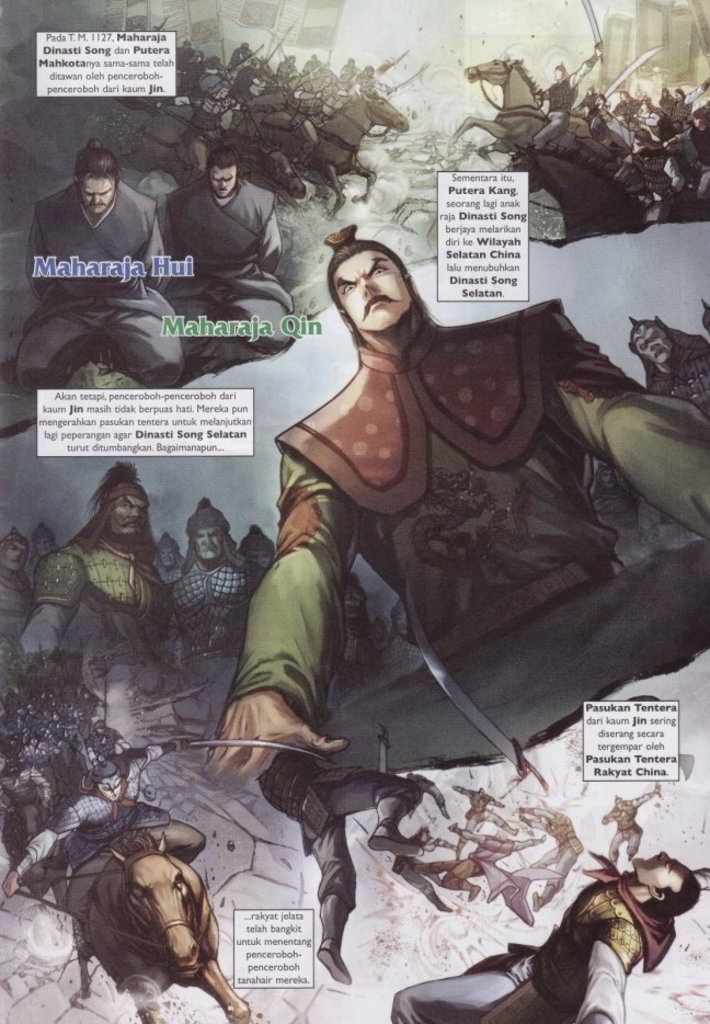 Pada T. M. 1127, Maharaja
Dinasti Song dan Putera
Mahkotanya sama-sama telah
ditawan oleh penceroboh-
penceroboh dari kaum Jin.
Sementara itu,
Putera Kang,
seorang lagi anak
raja Dinasti Song
berjaya melarikan
diri ke Wilayah
Selatan China
lalu menubuhkan
Dinasti Song
Selatan.
Maharaja Hui
Maharaja Qin
Akan tetapi, penceroboh-penceroboh dari
kaum Jin masih tidak berpuas hati. Mereka pun
mengerahkan pasukan tentera untuk melanjutkan
lagi peperangan agar Dinasti Song Selatan
turut ditumbangkan. Bagaimanapun...
Pasukan Tentera
dari kaum Jin sering
diserang secara
tergempar oleh
Pasukan Tentera
Rakyat China.
...rakyat jelata
telah bangkit
untuk menentang
penceroboh-
penceroboh
tanahair mereka.